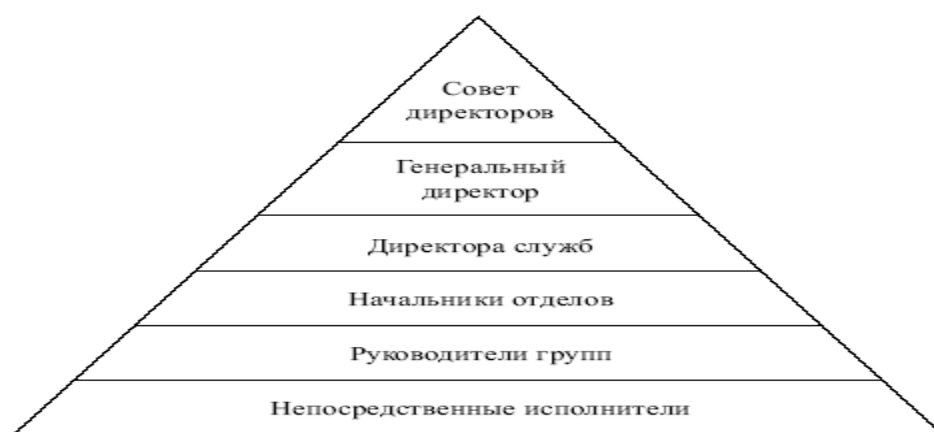 Совет
директоров
Генеральный
директор
Директора служб
Начальники отделов
Руководители групп
Непосредственные исполнители